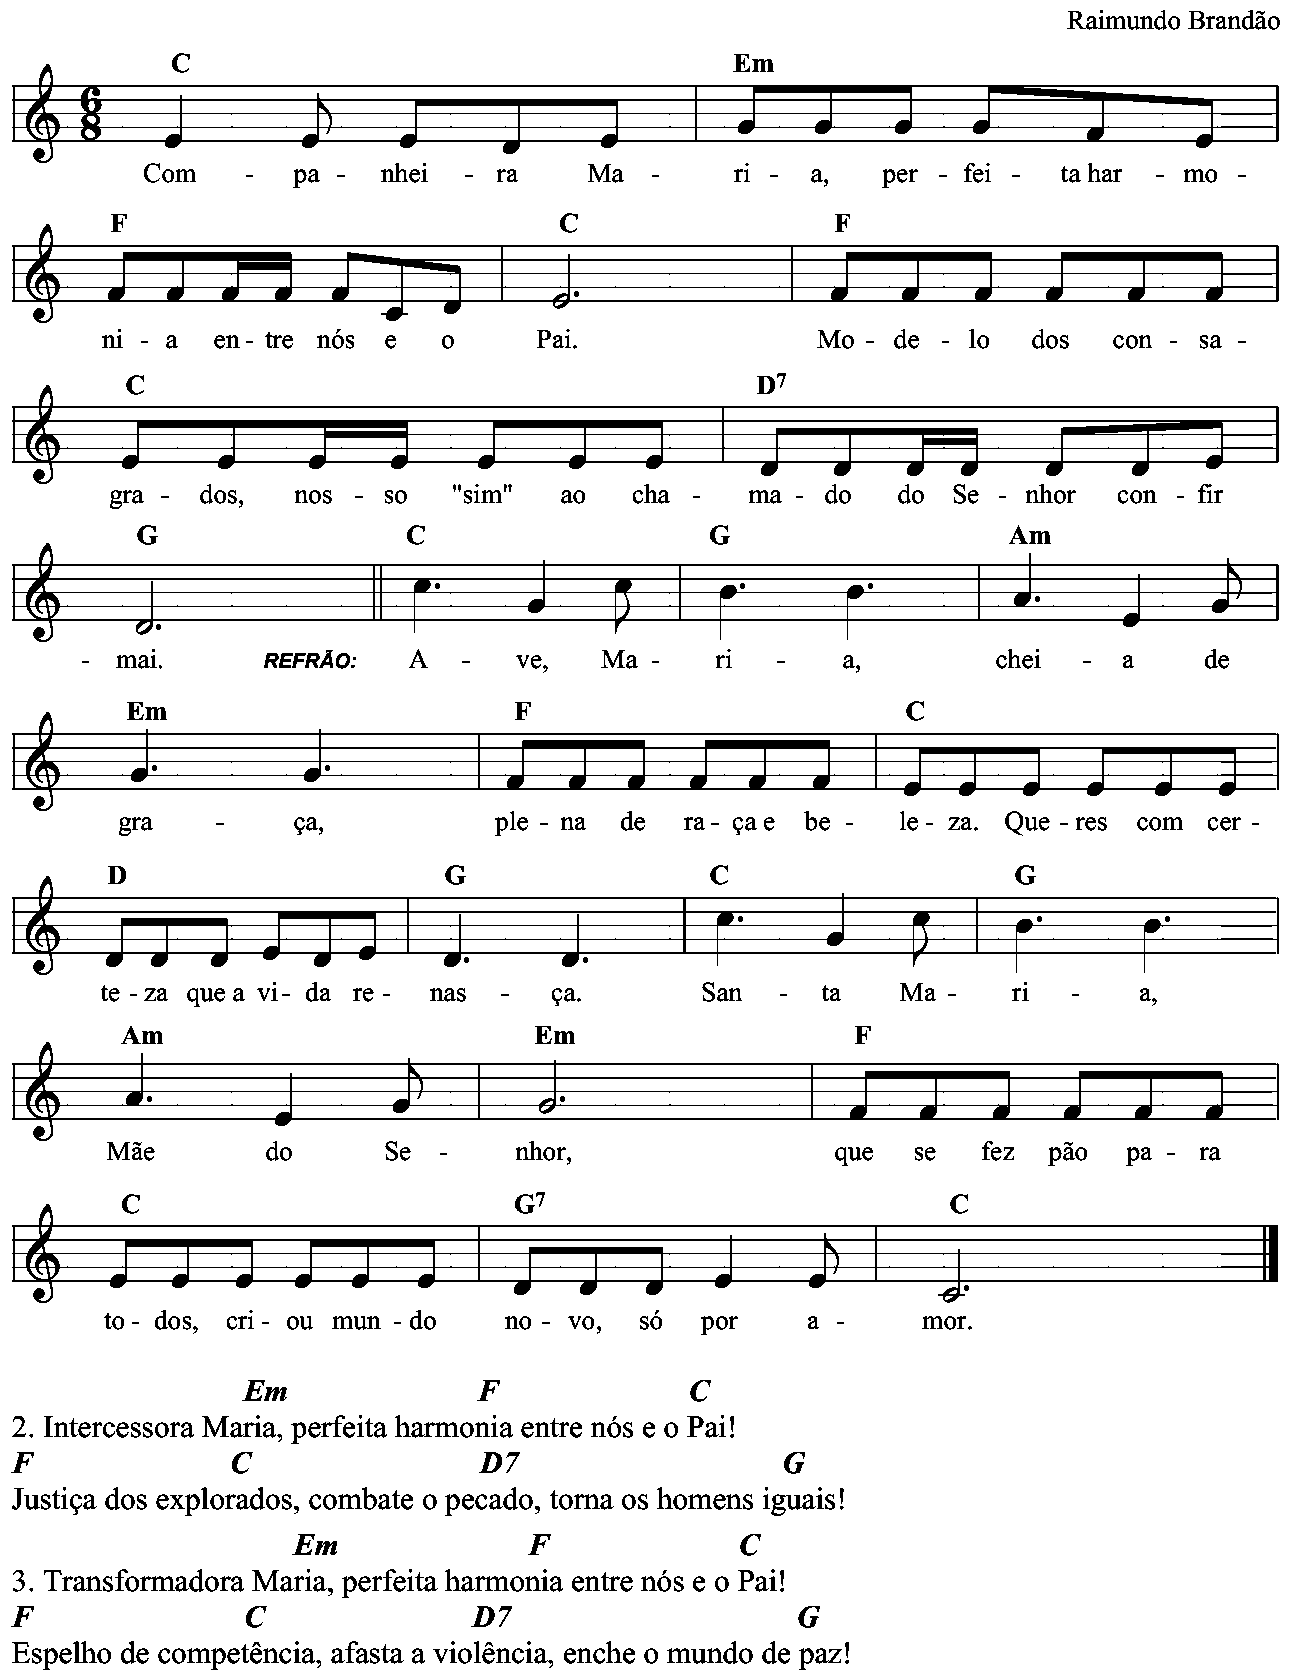 Raimundo Brandão
C Em
6
8
Com - pa - nhei - ra Ma - ri - a, per - fei - ta har - mo -
F C F
ni - a en - tre nós e o Pai. Mo - de - lo dos con - sa -
C D7
gra - dos, nos - so "sim" ao cha - ma - do do Se - nhor con - fir
G C G Am
- mai. REFRÃO: A - ve, Ma - ri - a, chei - a de
Em F C
gra - ça, ple - na de ra - ça e be - le - za. Que - res com cer -
D G C G
te - za que a vi - da re - nas - ça. San - ta Ma - ri - a,
Am Em F
Mãe do Se - nhor, que se fez pão pa - ra
C G7 C
to - dos, cri - ou mun - do no - vo, só por a - mor.
Em F C
2. Intercessora Maria, perfeita harmonia entre nós e o Pai!
F C D7 G
Justiça dos explorados, combate o pecado, torna os homens iguais!
Em F C
3. Transformadora Maria, perfeita harmonia entre nós e o Pai!
F C D7 G
Espelho de competência, afasta a violência, enche o mundo de paz!